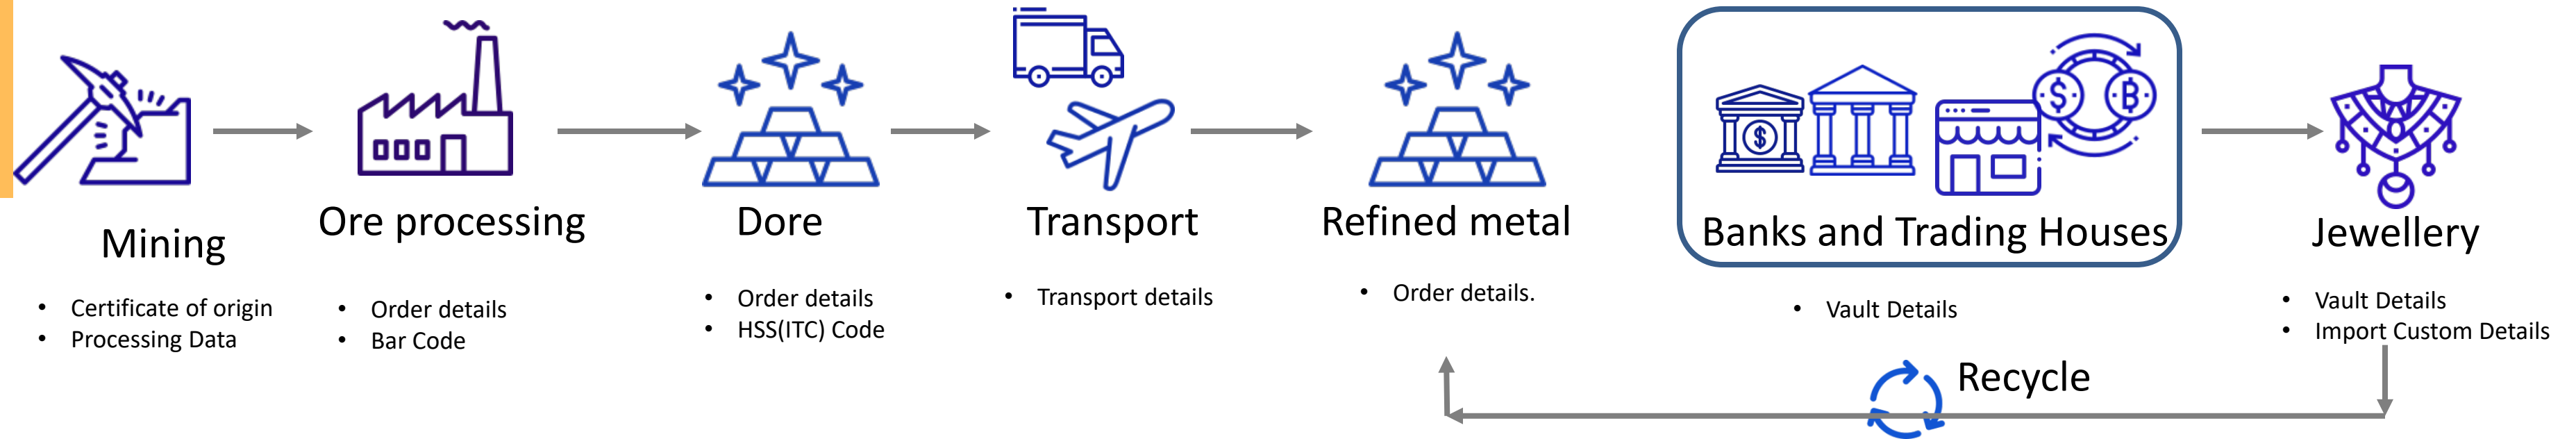 Mining
• Certificate of origin
• Processing Data
Ore processing
• Order details
• Bar Code
Dore
• Order details
• HSS(ITC) Code
Transport
• Transport details
Refined metal
• Order details.
$
$
B
Banks and Trading Houses
• Vault Details
Jewellery
• Vault Details
• Import Custom Details
Recycle